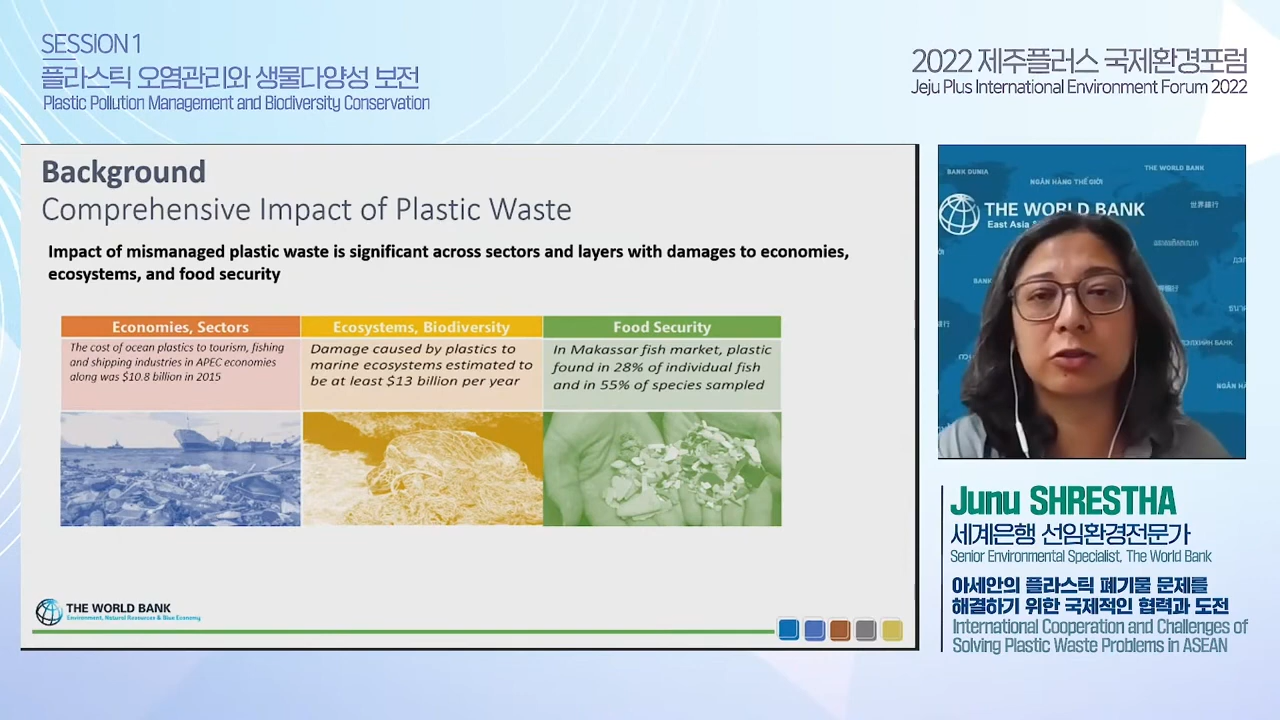 SESSION 1
플라스틱 오염관리와 생물다양성 보전
Plastic Pollution Management and Biodiversity Conservation
2022 제주플러스 국제환경포럼
Jeju Plus International Environment Forum 2022
Background
Comprehensive Impact of Plastic Waste
Impact of mismanaged plastic waste is significant across sectors and layers with damages to economies,
ecosystems, and food security
Economies, Sectors
The cost of ocean plastics to tourism, fishing
and shipping industries in APEC economies
along was $10.8 billion in 2015
Ecosystems, Biodiversity
Damage caused by plastics to
marine ecosystems estimated to
be at least $13 billion per year
Food Security
In Makassar fish market, plastic
found in 28% of individual fish
and in 55% of species sampled
THE WORLD BANK
Environment, Natural Resources & Blue Economy
BANK DUNIA
NGÂN HÀNG THẾ GIỚI
THE WORLD BANK
世界銀行
THE WORLD BANK
East Asia
Junu SHRESTHA
세계은행 선임환경전문가
Senior Environmental Specialist, The World Bank
아세안의 플라스틱 폐기물 문제를
해결하기 위한 국제적인 협력과 도전
International Cooperation and Challenges of
Solving Plastic Waste Problems in ASEAN